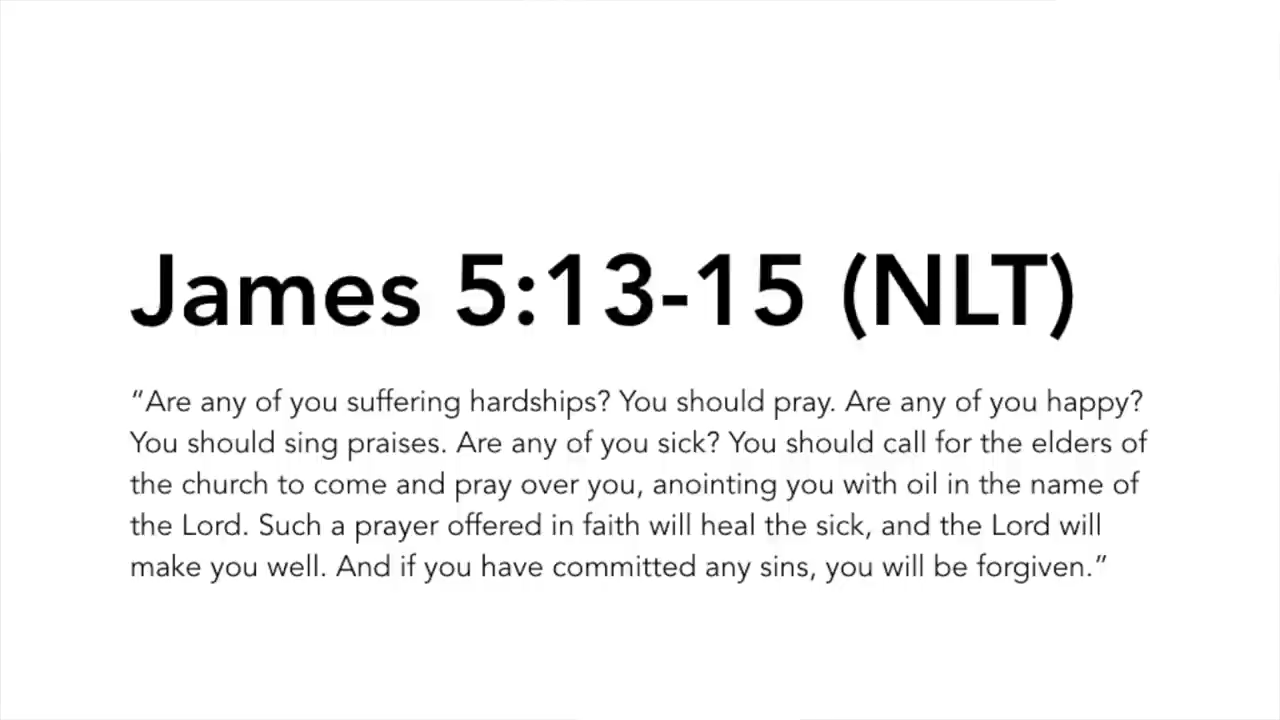 James 5:13-15 (NLT)
“Are any of you suffering hardships? You should pray. Are any of you happy?
You should sing praises. Are any of you sick? You should call for the elders of
the church to come and pray over you, anointing you with oil in the name of
the Lord. Such a prayer offered in faith will heal the sick, and the Lord will
make you well. And if you have committed any sins, you will be forgiven.”